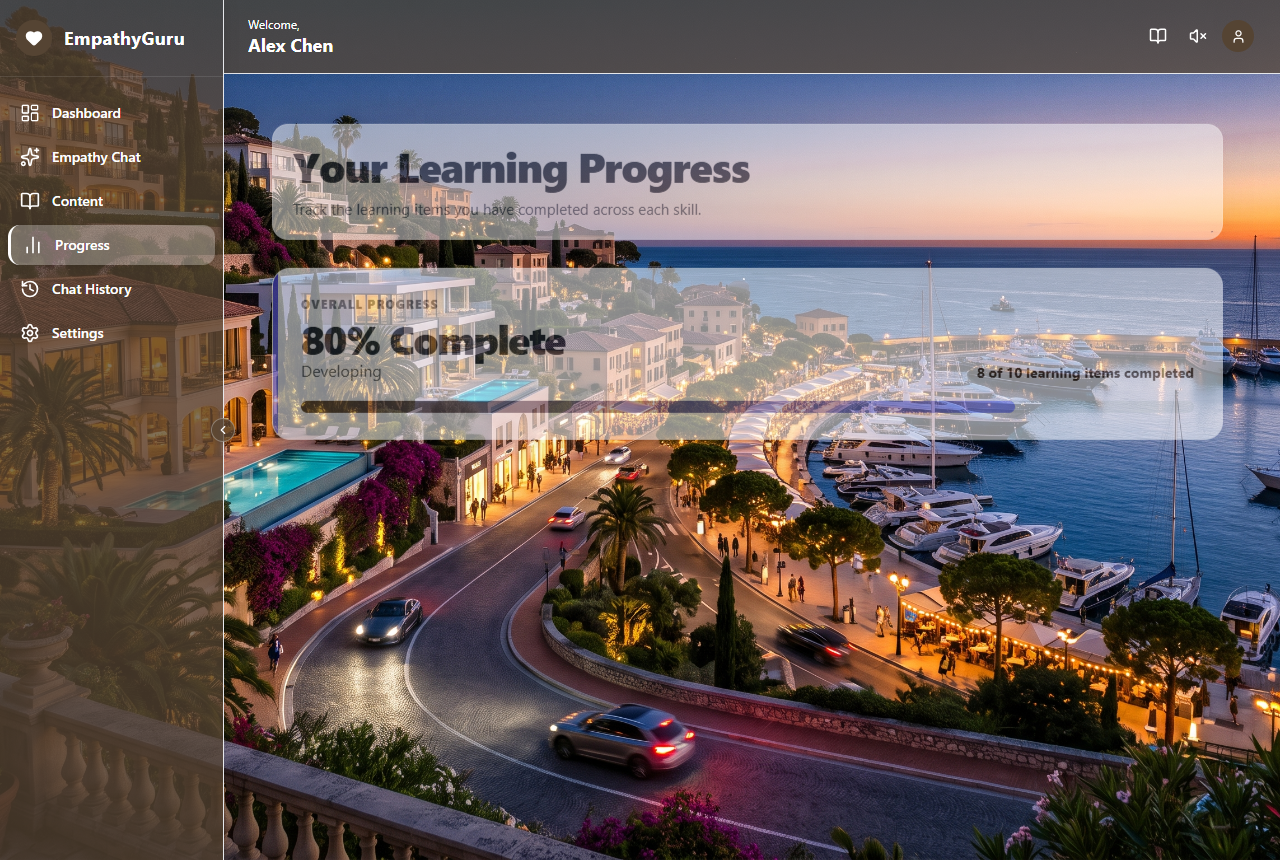 EmpathyGuru
Welcome,
Alex Chen
Dashboard
Empathy Chat
Content
Progress
Chat History
Settings
Your Learning Progress
Track the learning items you have completed across each skill.
OVERALL PROGRESS
80% Complete
Developing
8 of 10 learning items completed